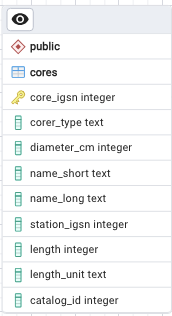 public
cores
core_igsn integer
corer_type text
diameter_cm integer
name_short text
name_long text
station_igsn integer
length integer
length_unit text
catalog_id integer